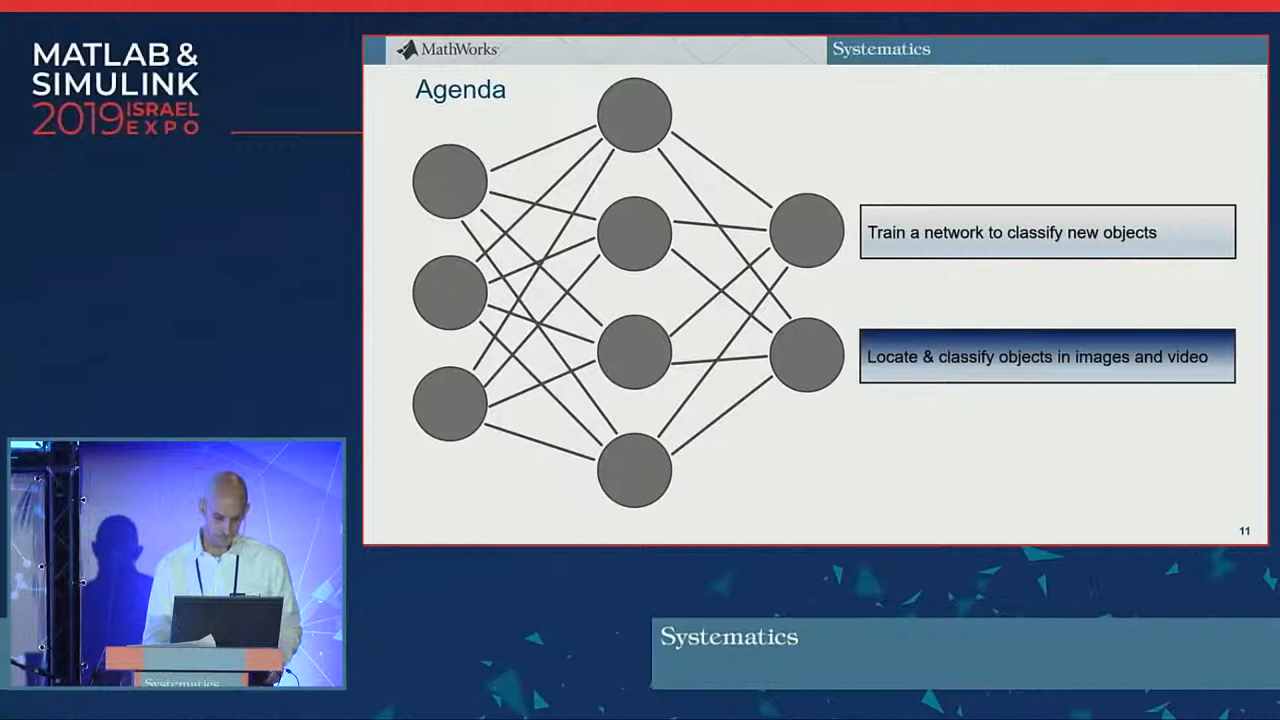 MATLAB &
SIMULINK
2019 ISRAEL
EXPO
MathWorks
Systematics
Agenda
Train a network to classify new objects
Locate & classify objects in images and video
11
Systematics
Systematics